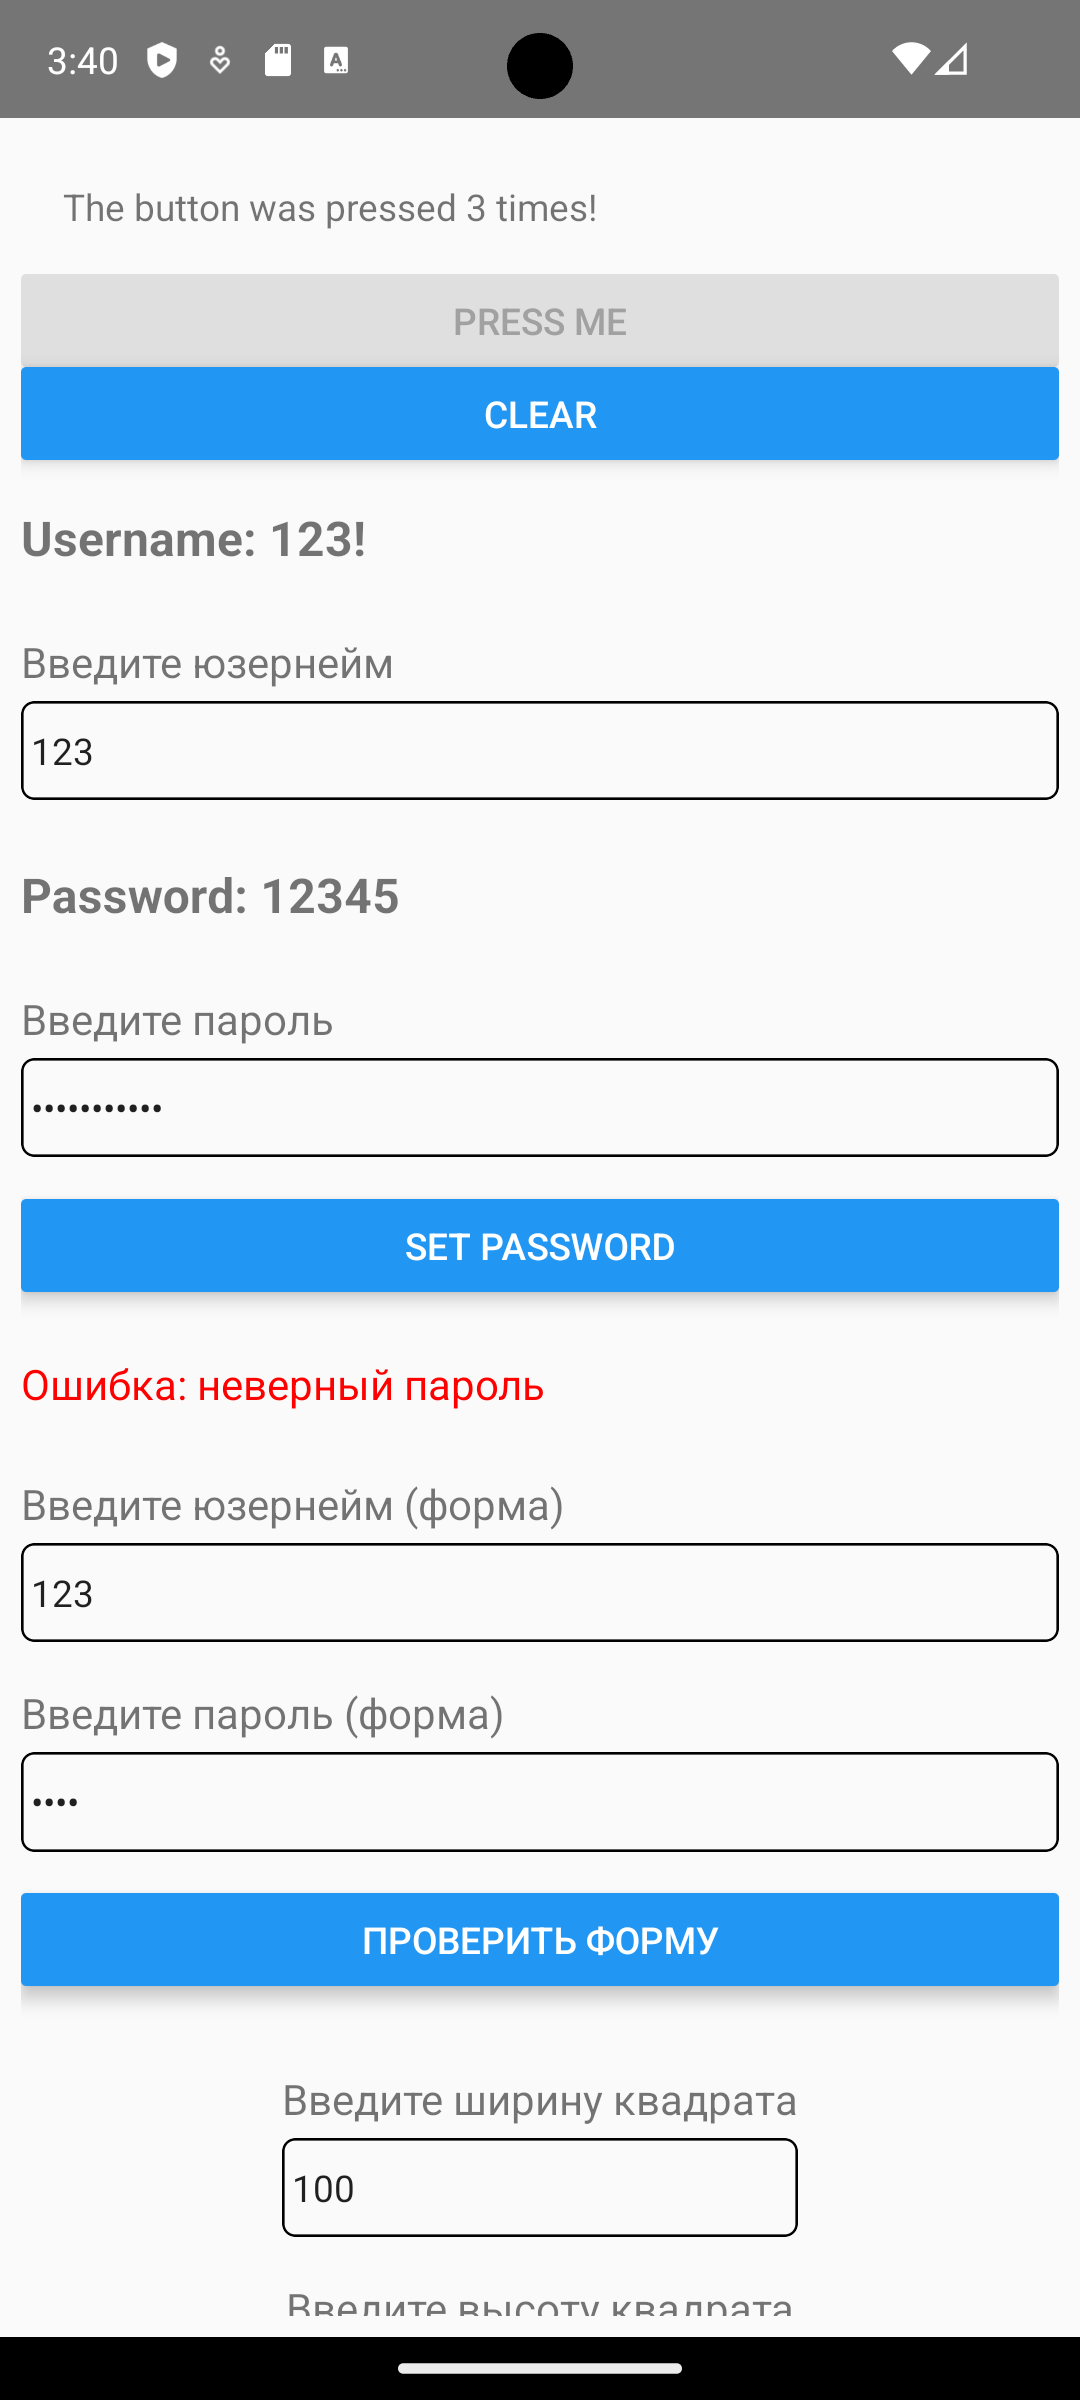 3:40
The button was pressed 3 times!
PRESS ME
CLEAR
Username: 123!
Введите юзернейм
123
Password: 12345
Введите пароль
•••••••••••
SET PASSWORD
Ошибка: неверный пароль
Введите юзернейм (форма)
123
Введите пароль (форма)
••••
ПРОВЕРИТЬ ФОРМУ
Введите ширину квадрата
100
Введите высоту квадрата